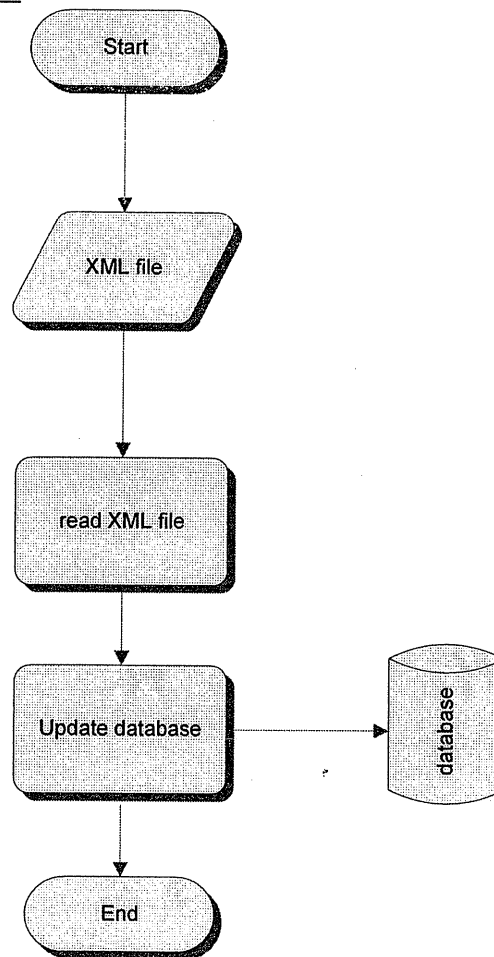 Start
XML file
read XML file
Update database
database
End